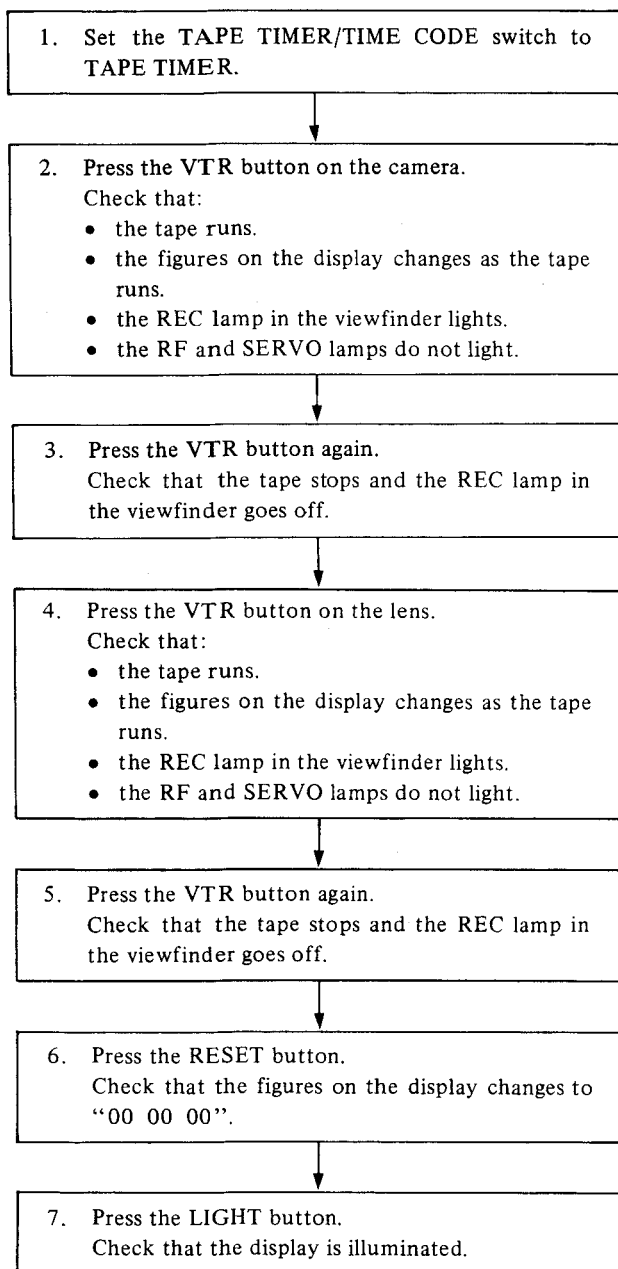 1. Set the TAPE TIMER/TIME CODE switch to
TAPE TIMER.
2. Press the VTR button on the camera.
Check that:
• the tape runs.
• the figures on the display changes as the tape
runs.
• the REC lamp in the viewfinder lights.
• the RF and SERVO lamps do not light.
3. Press the VTR button again.
Check that the tape stops and the REC lamp in
the viewfinder goes off.
4. Press the VTR button on the lens.
Check that:
• the tape runs.
• the figures on the display changes as the tape
runs.
• the REC lamp in the viewfinder lights.
• the RF and SERVO lamps do not light.
5. Press the VTR button again.
Check that the tape stops and the REC lamp in
the viewfinder goes off.
6. Press the RESET button.
Check that the figures on the display changes to
“00 00 00”.
7. Press the LIGHT button.
Check that the display is illuminated.